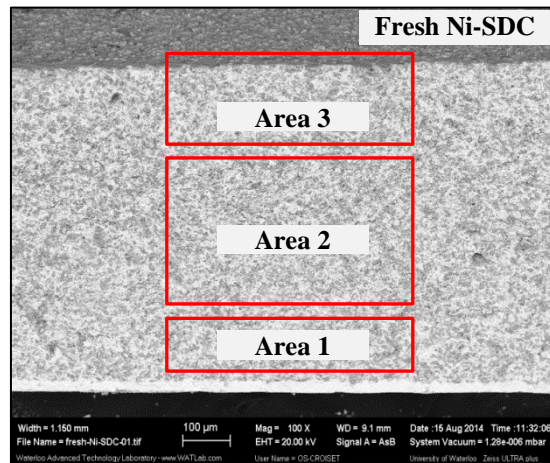 Fresh Ni-SDC
Area 3
Area 2
Area 1
Width = 1.150 mm 100 µm Mag = 100 X WD = 9.1 mm Date :15 Aug 2014 Time :11:32:06
File Name = fresh-Ni-SDC-01.tif EHT = 20.00 kV Signal A = AsB System Vacuum = 1.28e-006 mbar
Waterloo Advanced Technology Laboratory - www.WATLab.com User Name = OS-CROISET University of Waterloo Zeiss ULTRA plus